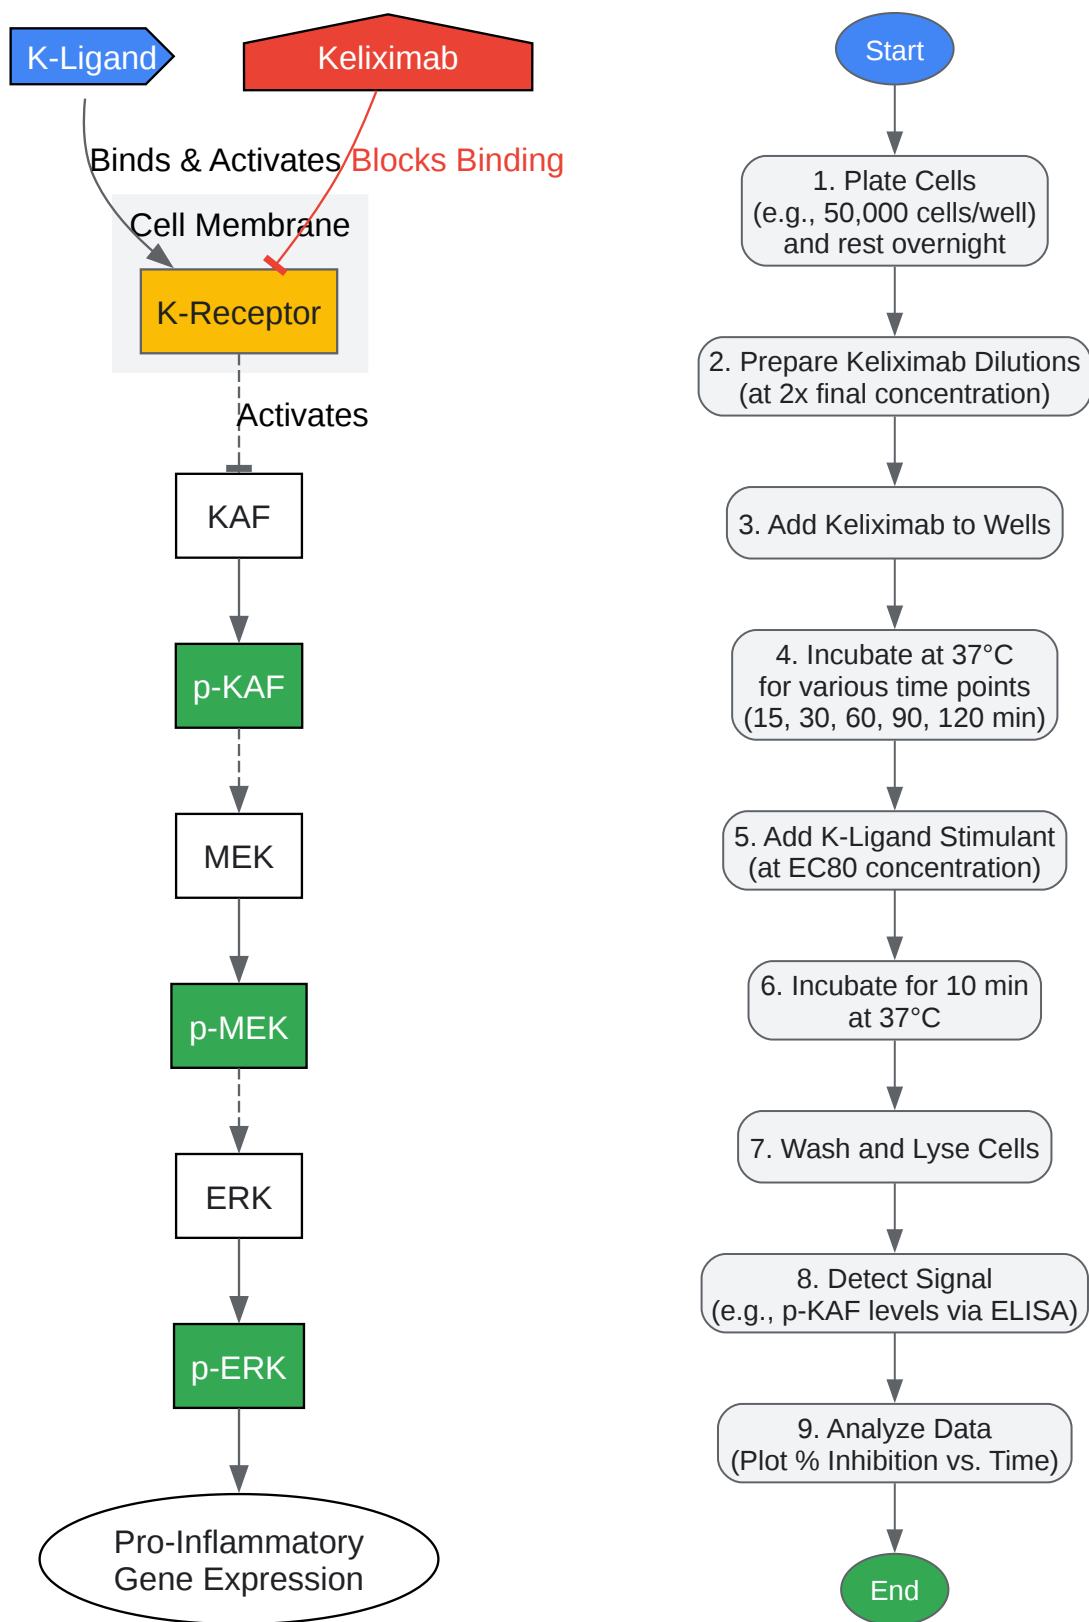 K-Ligand
Keliximab
Binds & Activates
Blocks Binding
Cell Membrane
K-Receptor
Activates
KAF
p-KAF
MEK
p-MEK
ERK
p-ERK
Pro-Inflammatory
Gene Expression
Start
1. Plate Cells
(e.g., 50,000 cells/well)
and rest overnight
2. Prepare Keliximab Dilutions
(at 2x final concentration)
3. Add Keliximab to Wells
4. Incubate at 37°C
for various time points
(15, 30, 60, 90, 120 min)
5. Add K-Ligand Stimulant
(at EC80 concentration)
6. Incubate for 10 min
at 37°C
7. Wash and Lyse Cells
8. Detect Signal
(e.g., p-KAF levels via ELISA)
9. Analyze Data
(Plot % Inhibition vs. Time)
End